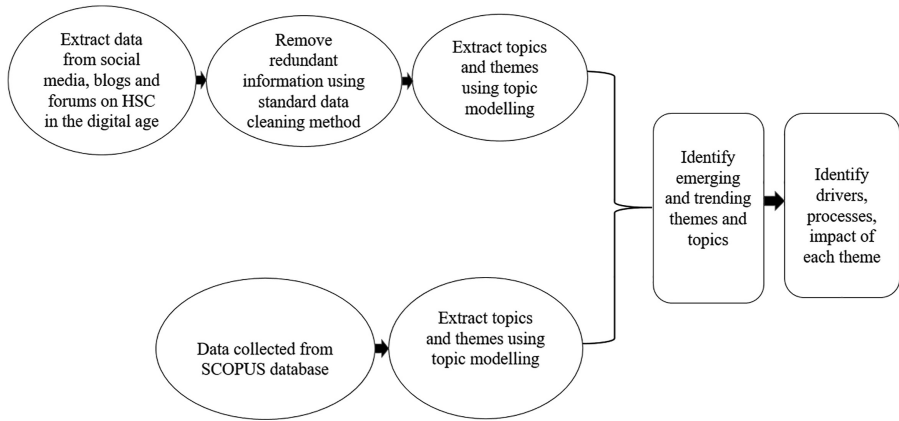 Extract data
from social
media, blogs and
forums on HSC
in the digital age
Remove
redundant
information using
standard data
cleaning method
Extract topics
and themes
using topic
modelling
Identify
emerging
and trending
themes and
topics
Identify
drivers,
processes,
impact of
each theme
Data collected from
SCOPUS database
Extract topics
and themes using
topic modelling